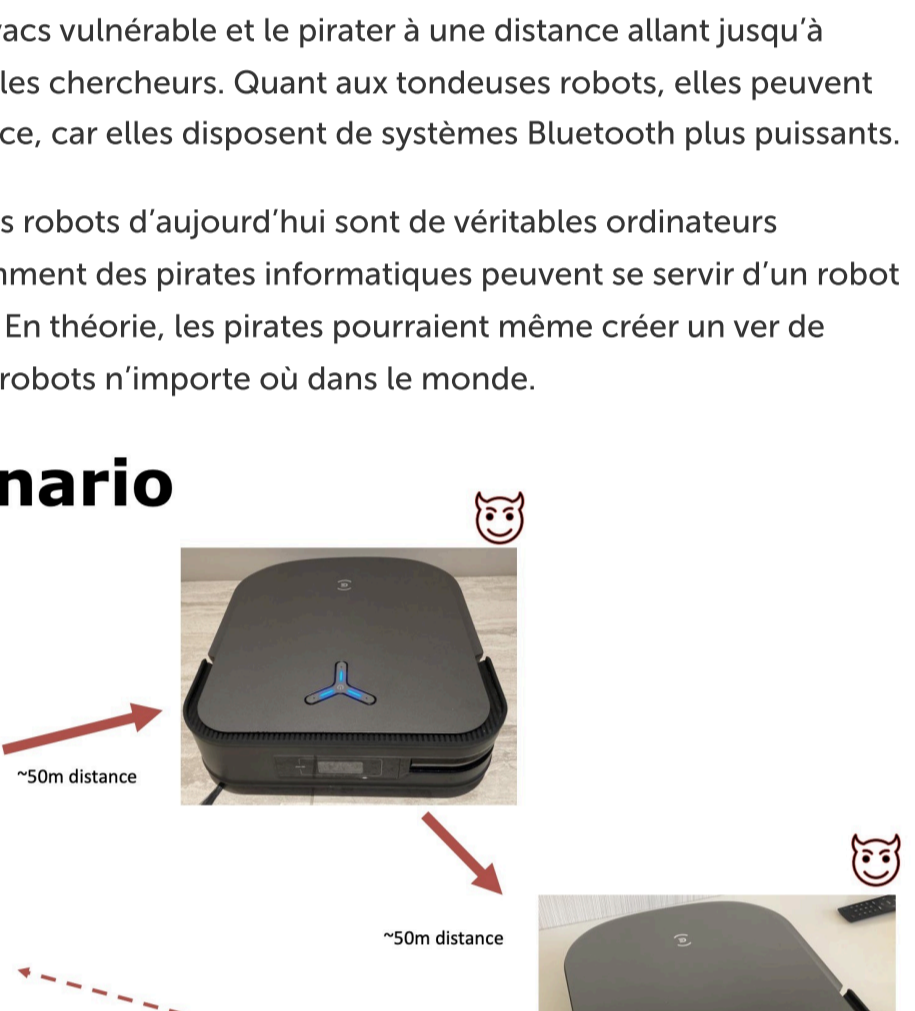 vulnérable et le pirater à une distance allant jusqu’à
les chercheurs. Quant aux tondeuses robots, elles peuvent
car elles disposent de systèmes Bluetooth plus puissants.
robots d’aujourd’hui sont de véritables ordinateurs
des pirates informatiques peuvent se servir d’un robot
En théorie, les pirates pourraient même créer un ver de
robots n’importe où dans le monde.
nario
~50m distance
~50m distance